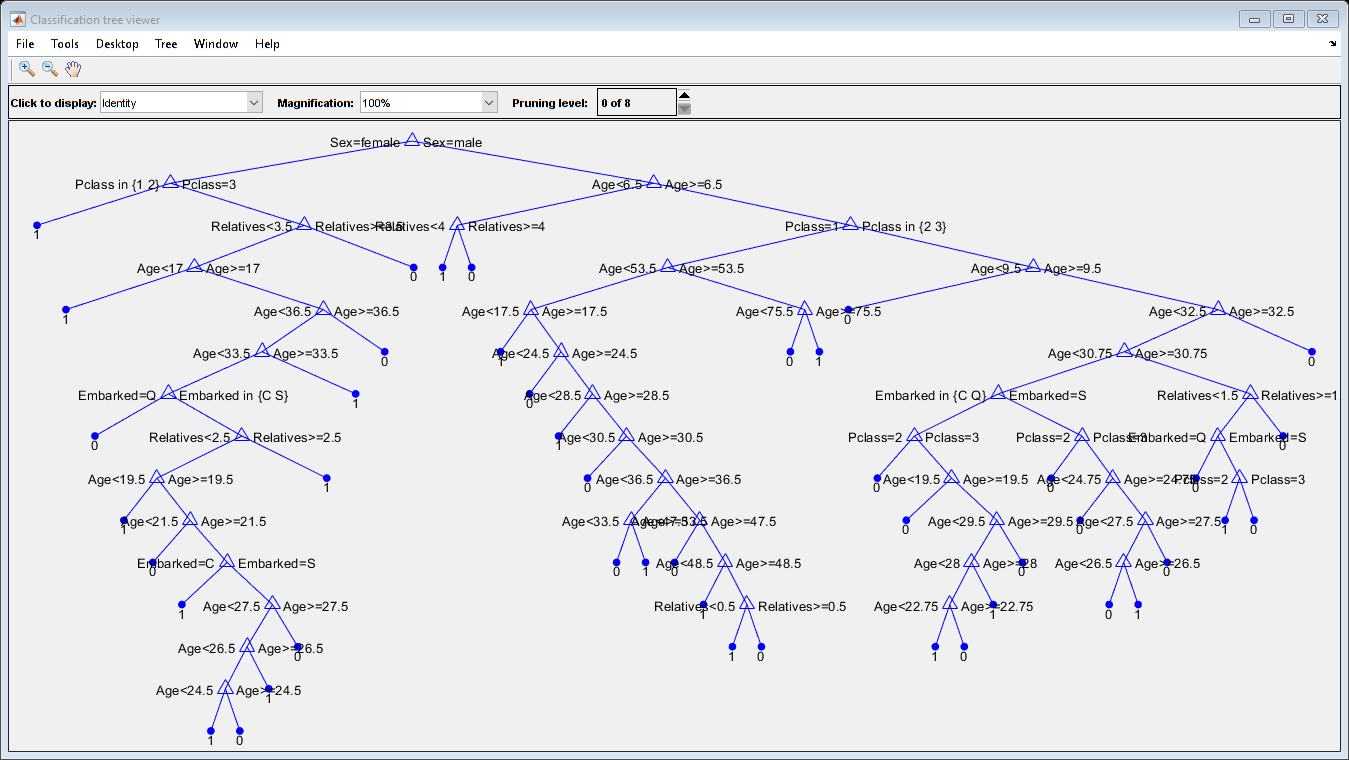 Classification tree viewer
File Tools Desktop Tree Window Help
Click to display: Identity Magnification: 100% Pruning level: 0 of 8
Sex=female Sex=male
Pclass in {1 2} Pclass=3 Age<6.5 Age>=6.5
1 Relatives<3.5 Relatives>=3.5 Relatives<4 Relatives>=4 Pclass=1 Pclass in {2 3}
Age<17 Age>=17 0 1 0 Age<53.5 Age>=53.5 Age<9.5 Age>=9.5
1 Age<36.5 Age>=36.5 Age<17.5 Age>=17.5 Age<75.5 Age>=75.5 0 Age<32.5 Age>=32.5
Age<33.5 Age>=33.5 0 1 Age<24.5 Age>=24.5 0 1 Age<30.75 Age>=30.75 0
Embarked=Q Embarked in {C S} 1 0 Age<28.5 Age>=28.5 Embarked in {C Q} Embarked=S Relatives<1.5 Relatives>=1
0 Relatives<2.5 Relatives>=2.5 1 Age<30.5 Age>=30.5 Pclass=2 Pclass=3 Pclass=2 Pclass=3 Embarked=Q Embarked=S 0
Age<19.5 Age>=19.5 1 0 Age<36.5 Age>=36.5 0 Age<19.5 Age>=19.5 0 Age<24.75 Age>=24.75 0 Pclass=2 Pclass=3
1 Age<21.5 Age>=21.5 Age<33.5 Age>=33.5 Age<47.5 Age>=47.5 0 Age<29.5 Age>=29.5 0 Age<27.5 Age>=27.5 1 0
0 Embarked=C Embarked=S 0 1 0 Age<48.5 Age>=48.5 Age<28 Age>=28 0 Age<26.5 Age>=26.5 0
1 Age<27.5 Age>=27.5 1 Relatives<0.5 Relatives>=0.5 Age<22.75 Age>=22.75 1 0 1
Age<26.5 Age>=26.5 0 1 0 1 0
Age<24.5 Age>=24.5 1
1 0